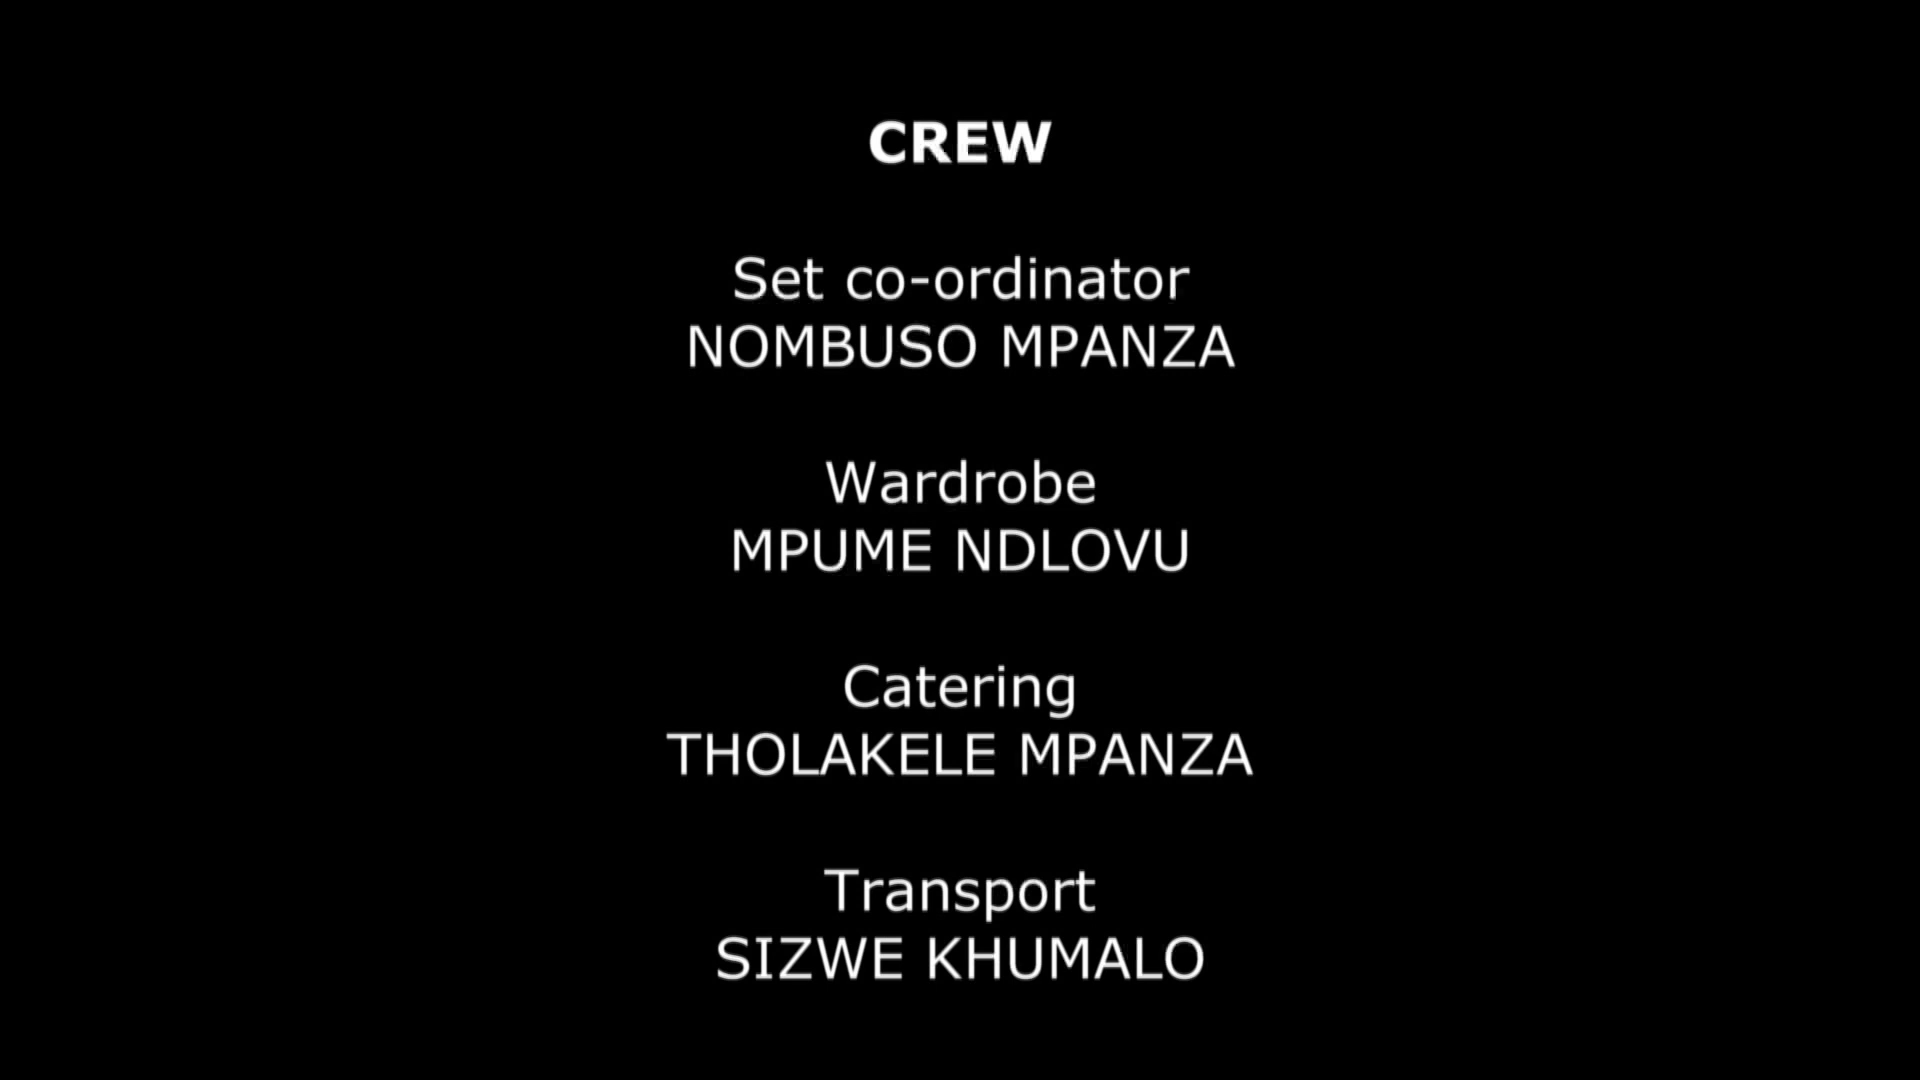 CREW
Set co-ordinator
NOMBUSO MPANZA
Wardrobe
MPUME NDLOVU
Catering
THOLAKELE MPANZA
Transport
SIZWE KHUMALO